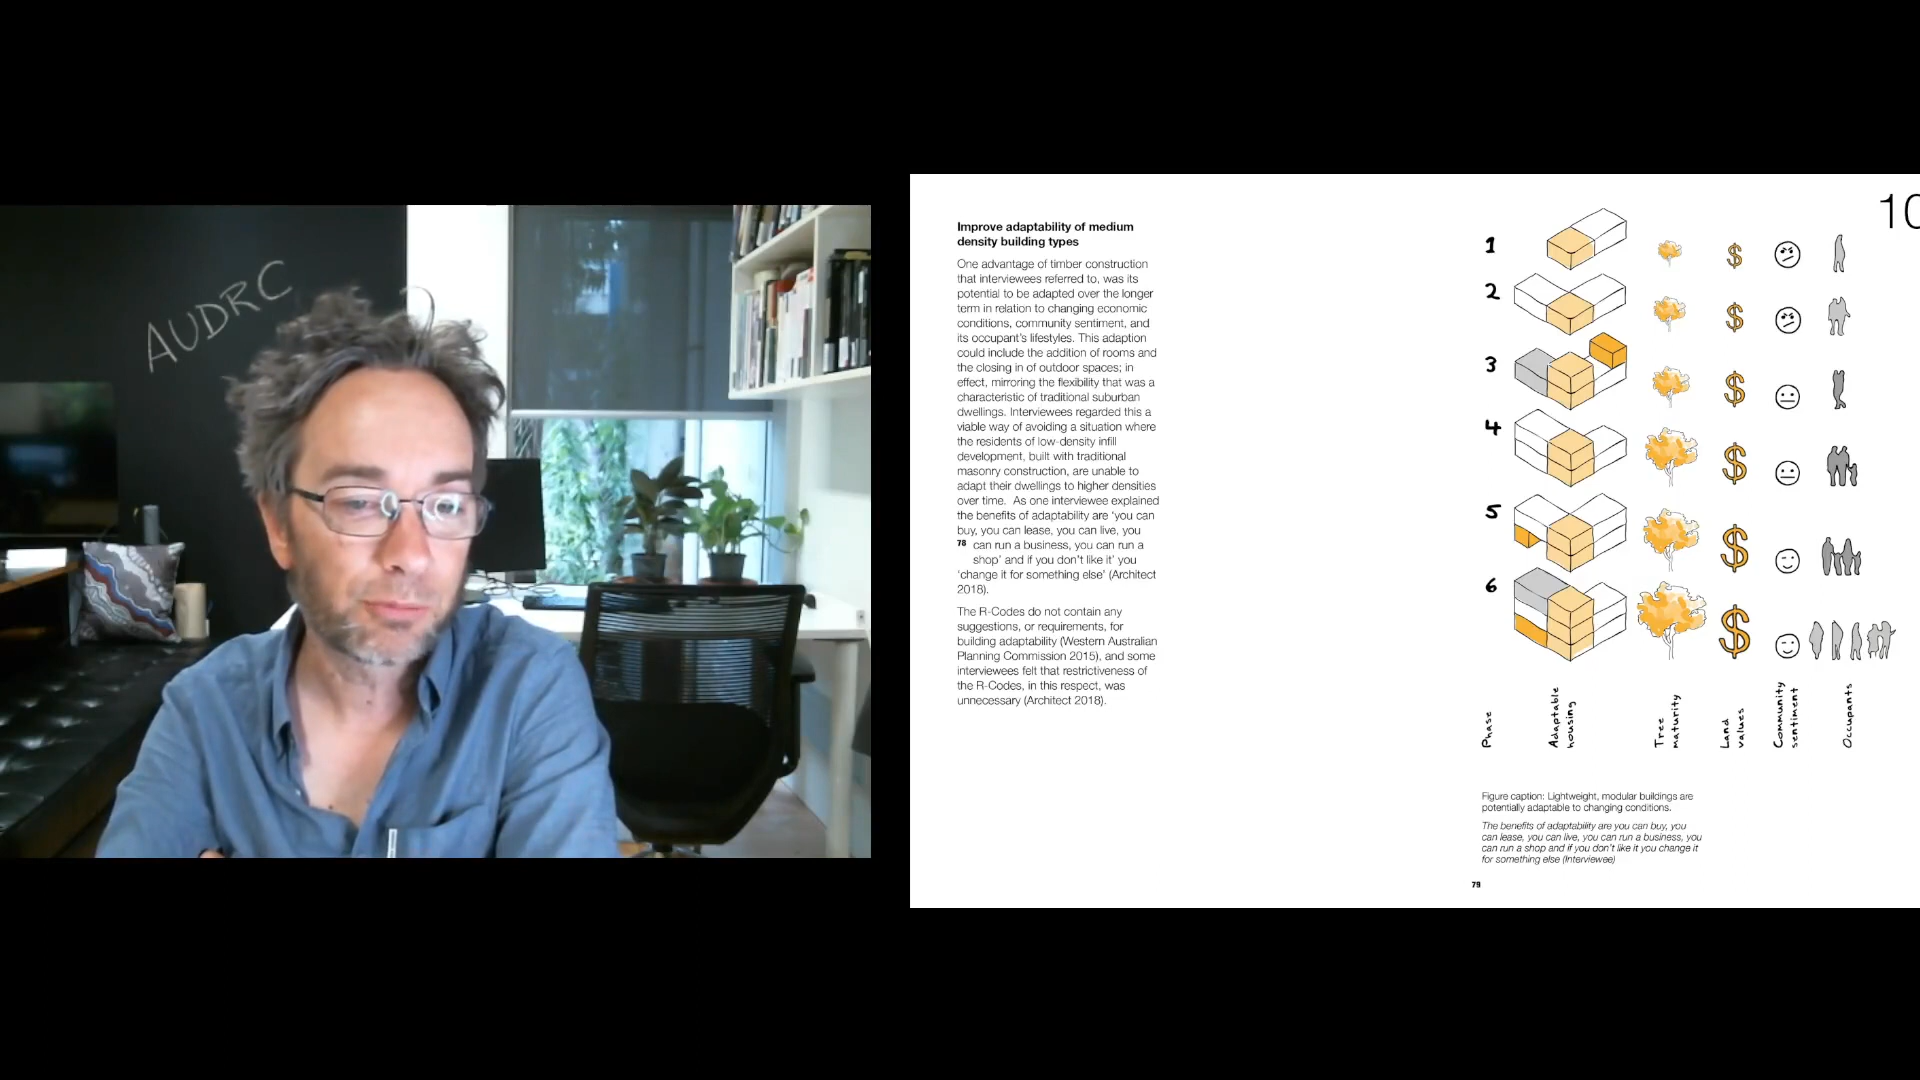 AUDRC
Improve adaptability of medium
density building types
One advantage of timber construction
that interviewees referred to, was its
potential to be adapted over the longer
term in relation to changing economic
conditions, community sentiment, and
its occupant's lifestyles. This adaption
could include the addition of rooms and
the closing in of outdoor spaces; in
effect, mirroring the flexibility that was a
characteristic of traditional suburban
dwellings. Interviewees regarded this a
viable way of avoiding a situation where
the residents of low-density infill
development, built with traditional
masonry construction, are unable to
adapt their dwellings to higher densities
over time. As one interviewee explained
the benefits of adaptability are 'you can
buy, you can lease, you can live, you
78 can run a business, you can run a
shop' and if you don't like it' you
'change it for something else' (Architect
2018).
The R-Codes do not contain any
suggestions, or requirements, for
building adaptability (Western Australian
Planning Commission 2015), and some
interviewees felt that restrictiveness of
the R-Codes, in this respect, was
unnecessary (Architect 2018).
10
1 $
2 $
3 $
4 $
5 $
6 $
Phase
Adaptable
housing
Tree
maturity
Land
values
Community
sentiment
Occupants
Figure caption: Lightweight, modular buildings are
potentially adaptable to changing conditions.
The benefits of adaptability are you can buy, you
can lease, you can live, you can run a business, you
can run a shop and if you don't like it you change it
for something else (Interviewee)
79